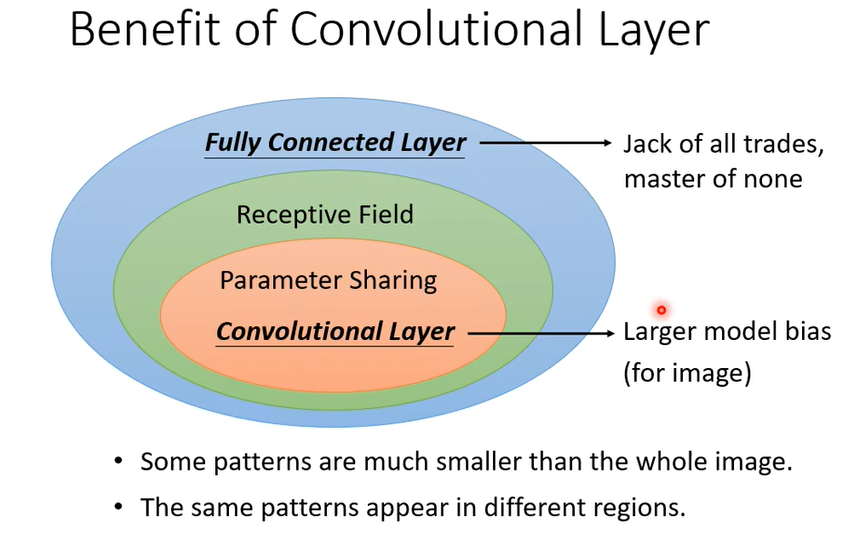 Benefit of Convolutional Layer
Fully Connected Layer
Jack of all trades,
master of none
Receptive Field
Parameter Sharing
Convolutional Layer
Larger model bias
(for image)
• Some patterns are much smaller than the whole image.
• The same patterns appear in different regions.